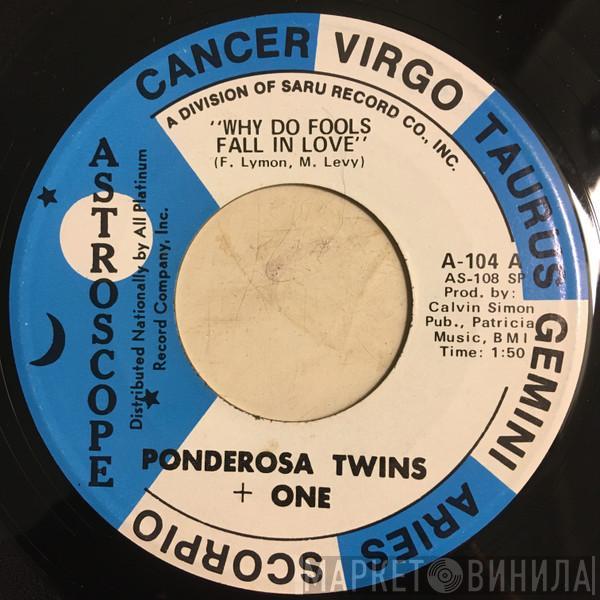 CANCER VIRGO TAURUS GEMINI ARIES SCORPIO
A DIVISION OF SARU RECORD CO., INC.
"WHY DO FOOLS
FALL IN LOVE"
(F. Lymon, M. Levy)
ASTROSCOPE
Distributed Nationally by All Platinum
Record Company, Inc.
A-104 A
AS-108 SP
Prod. by:
Calvin Simon
Pub., Patricia
Music, BMI
Time: 1:50
PONDEROSA TWINS
+ ONE
МАРКЕТ ВИНИЛА